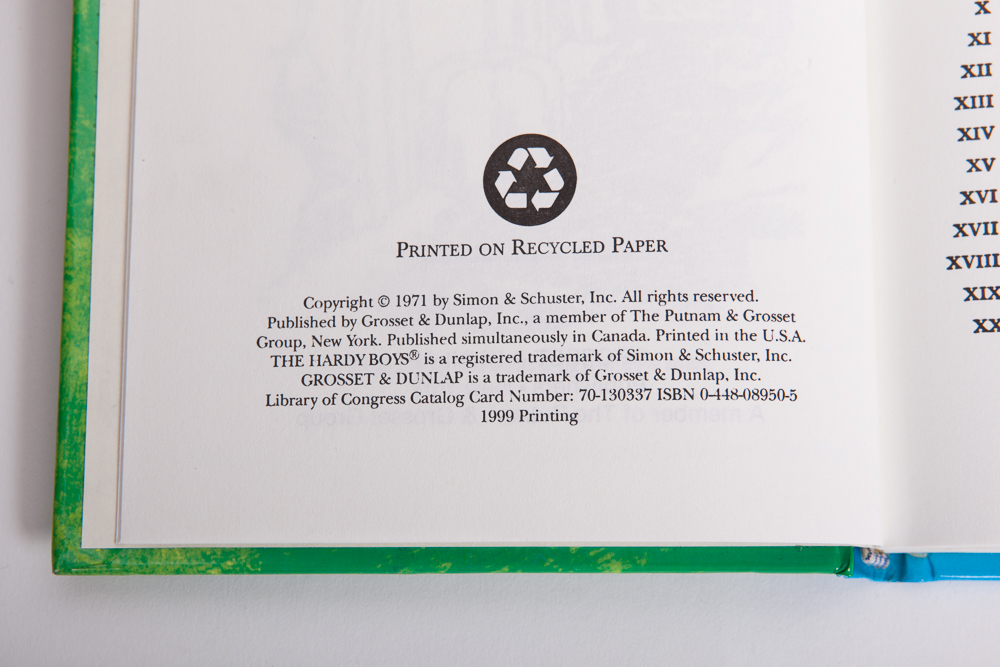 PRINTED ON RECYCLED PAPER
Copyright © 1971 by Simon & Schuster, Inc. All rights reserved.
Published by Grosset & Dunlap, Inc., a member of The Putnam & Grosset
Group, New York. Published simultaneously in Canada. Printed in the U.S.A.
THE HARDY BOYS® is a registered trademark of Simon & Schuster, Inc.
GROSSET & DUNLAP is a trademark of Grosset & Dunlap, Inc.
Library of Congress Catalog Card Number: 70-130337 ISBN 0-448-08950-5
1999 Printing
X
XI
XII
XIII
XIV
XV
XVI
XVII
XVIII
XIX
XX